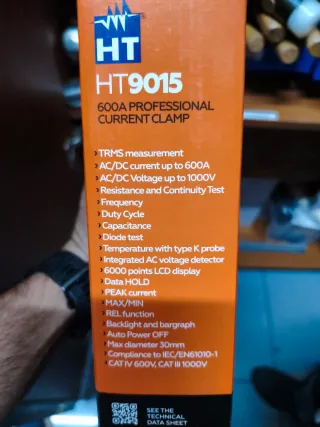 HT
HT9015
600A PROFESSIONAL
CURRENT CLAMP
›TRMS measurement
›AC/DC current up to 600A
›AC/DC Voltage up to 1000V
›Resistance and Continuity Test
›Frequency
›Duty Cycle
›Capacitance
›Diode test
›Temperature with type K probe
›Integrated AC voltage detector
›6000 points LCD display
›Data HOLD
›PEAK current
›MAX/MIN
›REL function
›Backlight and bargraph
›Auto Power OFF
›Max diameter 30mm
›Compliance to IEC/EN61010-1
›CAT IV 600V, CAT III 1000V
SEE THE
TECHNICAL
DATA SHEET